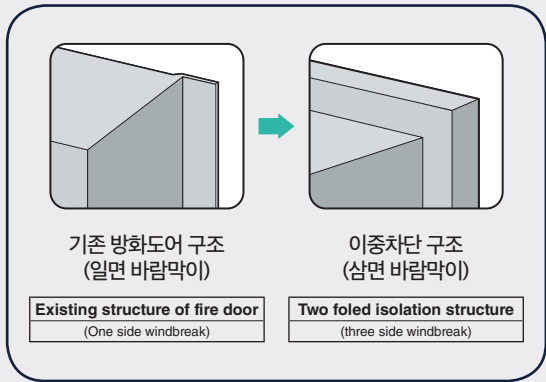 기존 방화도어 구조
(일면 바람막이)
Existing structure of fire door
(One side windbreak)
이중차단 구조
(삼면 바람막이)
Two foled isolation structure
(three side windbreak)